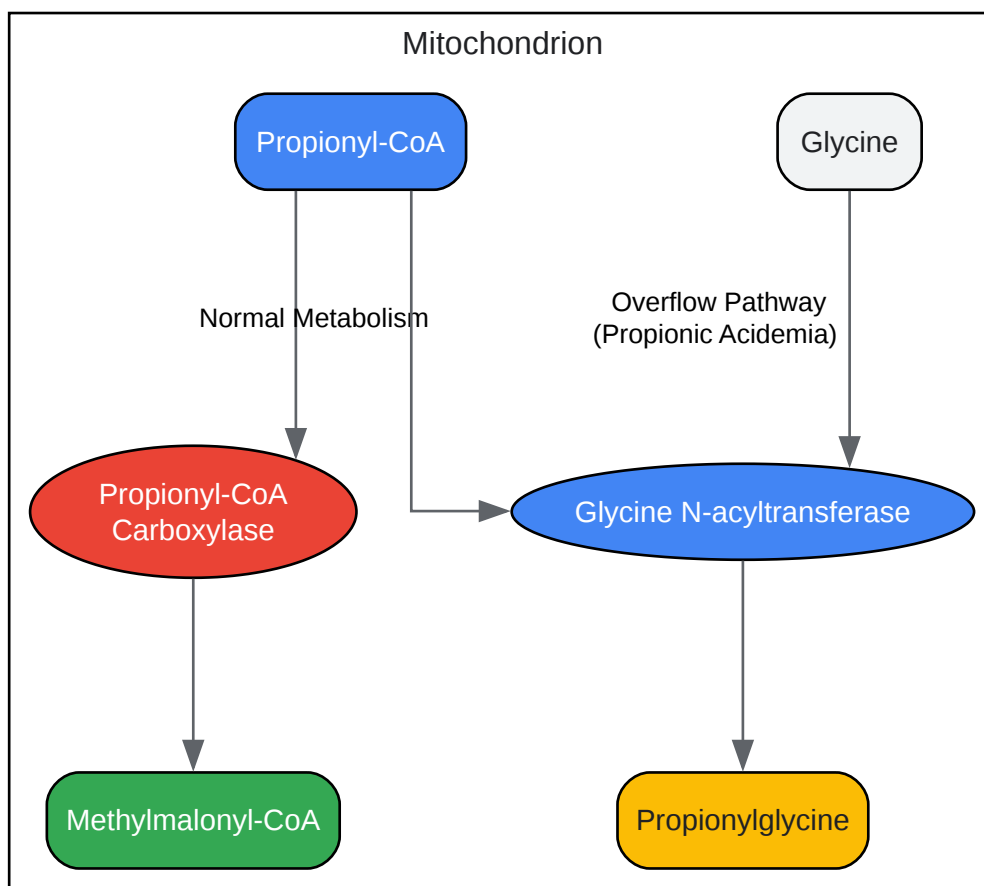 Mitochondrion
Propionyl-CoA
Glycine
Normal Metabolism
Overflow Pathway
(Propionic Acidemia)
Propionyl-CoA
Carboxylase
Glycine N-acyltransferase
Methylmalonyl-CoA
Propionylglycine